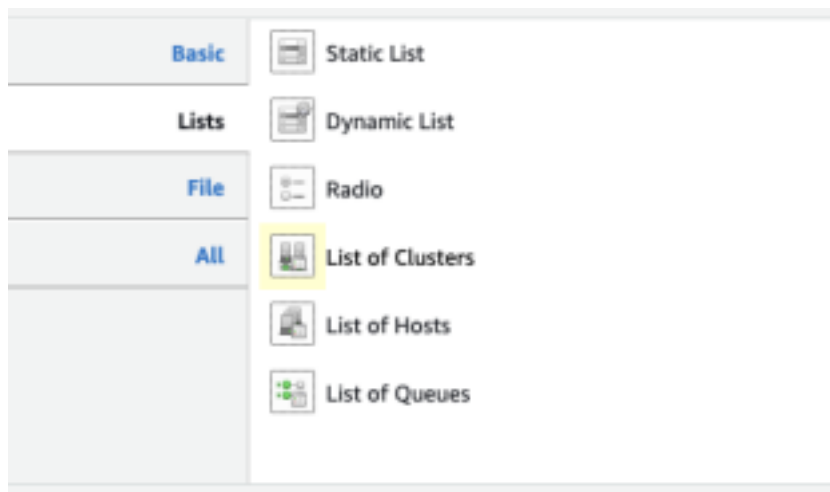 Basic
Lists
File
All
Static List
Dynamic List
Radio
List of Clusters
List of Hosts
List of Queues